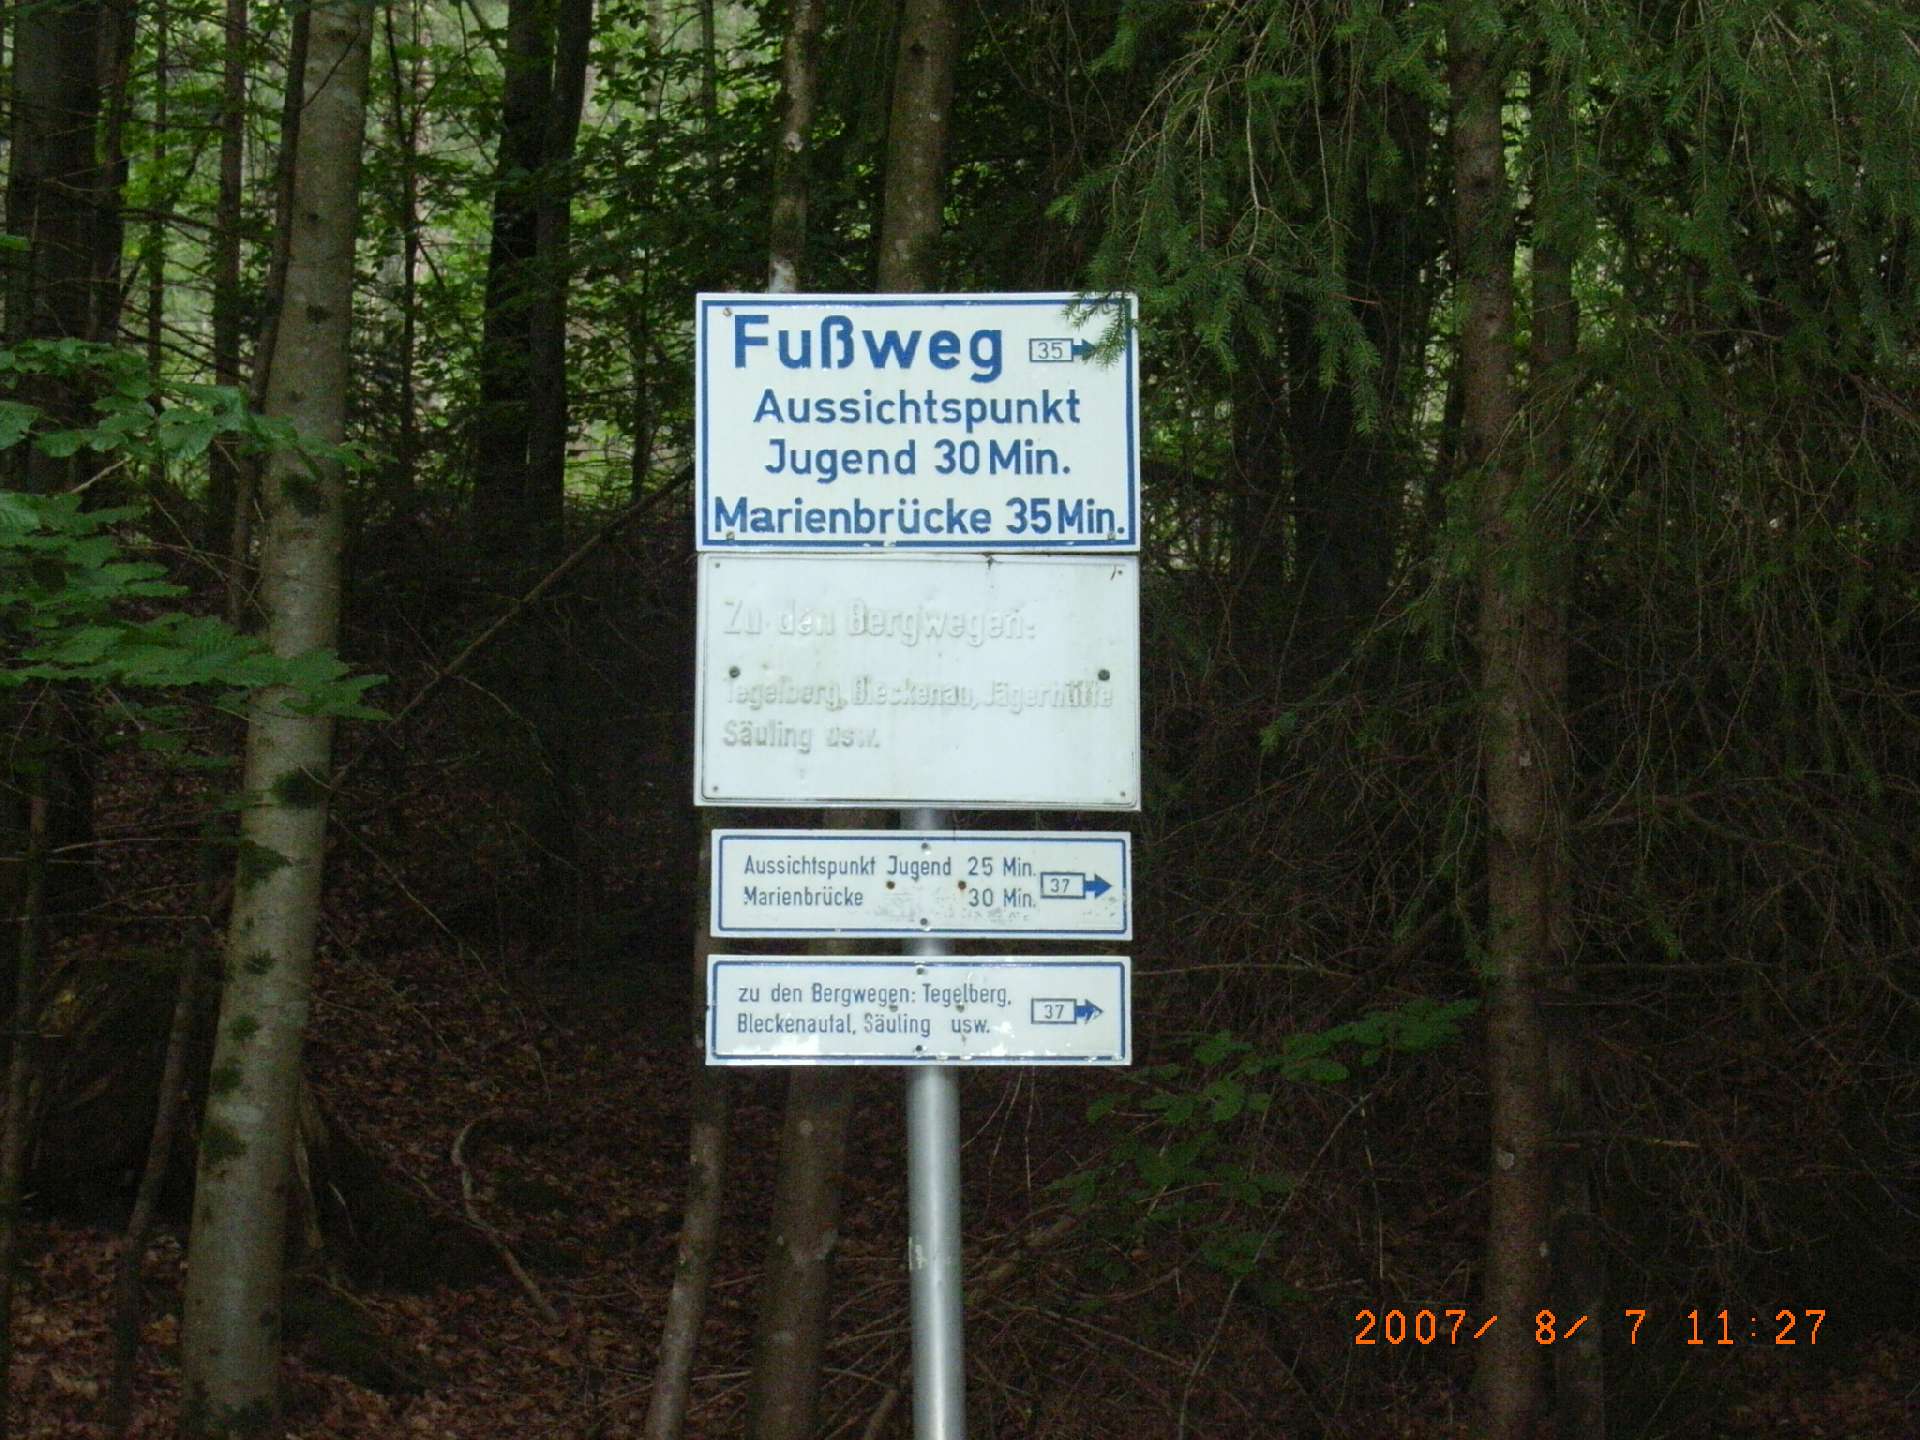 Fußweg 35
Aussichtspunkt
Jugend 30 Min.
Marienbrücke 35 Min.
Zu den Bergwegen:
Tegelberg, Bleckenau, Jägerhütte
Säuling usw.
Aussichtspunkt Jugend 25 Min. 37
Marienbrücke 30 Min.
zu den Bergwegen: Tegelberg, 37
Bleckenautal, Säuling usw.
2007/ 8/ 7 11:27